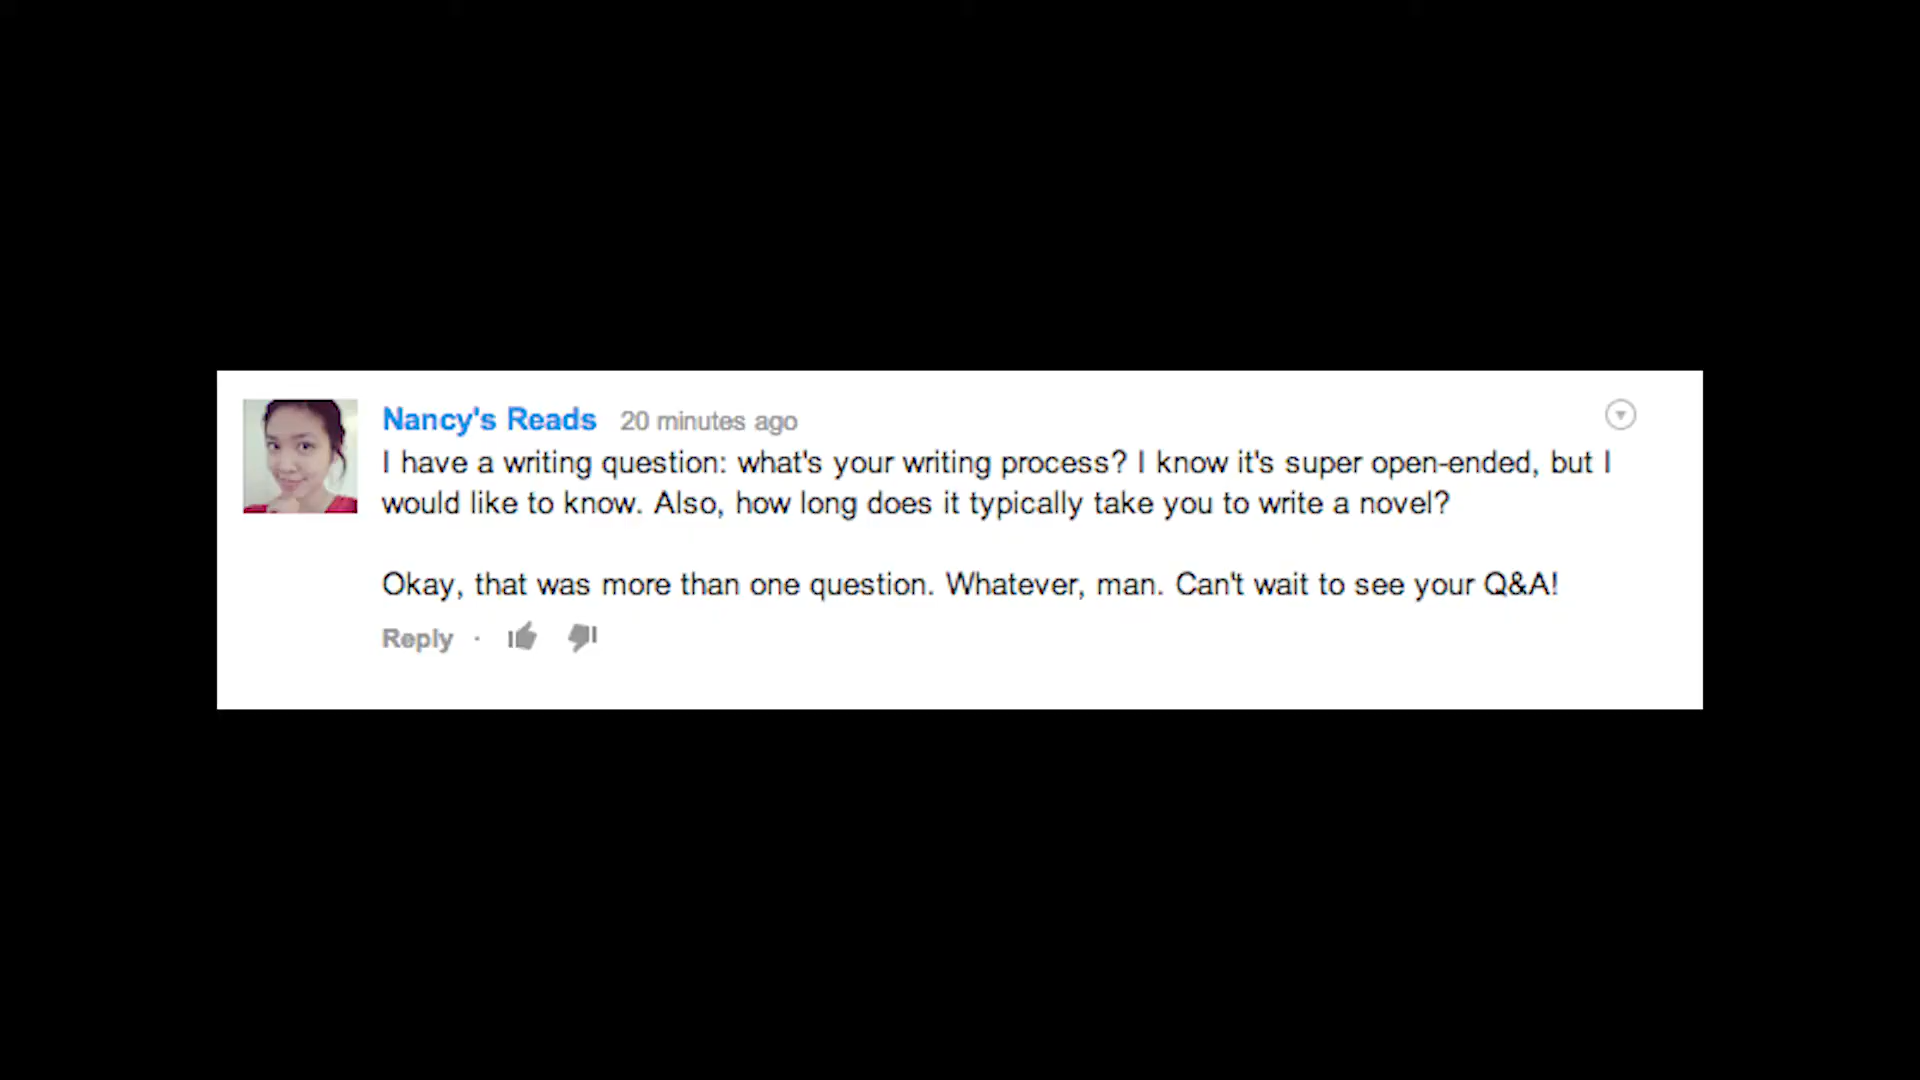 Nancy's Reads 20 minutes ago
I have a writing question: what's your writing process? I know it's super open-ended, but I
would like to know. Also, how long does it typically take you to write a novel?
Okay, that was more than one question. Whatever, man. Can't wait to see your Q&A!
Reply ·